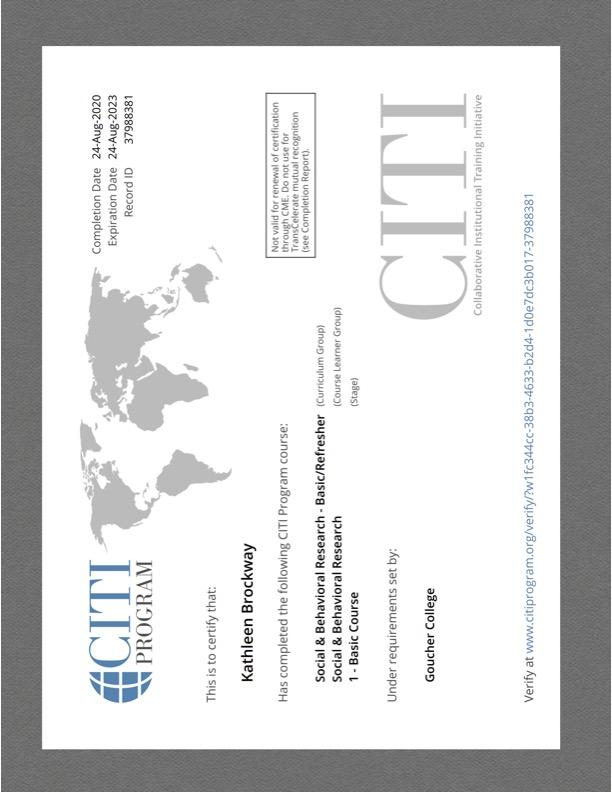 CITI
PROGRAM
Completion Date 24-Aug-2020
Expiration Date 24-Aug-2023
Record ID 37988381
This is to certify that:
Kathleen Brockway
Has completed the following CITI Program course:
Not valid for renewal of certification
through CME. Do not use for
TransCelerate mutual recognition
(see Completion Report).
Social & Behavioral Research - Basic/Refresher (Curriculum Group)
Social & Behavioral Research (Course Learner Group)
1 - Basic Course (Stage)
Under requirements set by:
Goucher College
CITI
Collaborative Institutional Training Initiative
Verify at www.citiprogram.org/verify/?w1fc344cc-38b3-4633-b2d4-1d0e7dc3b017-37988381